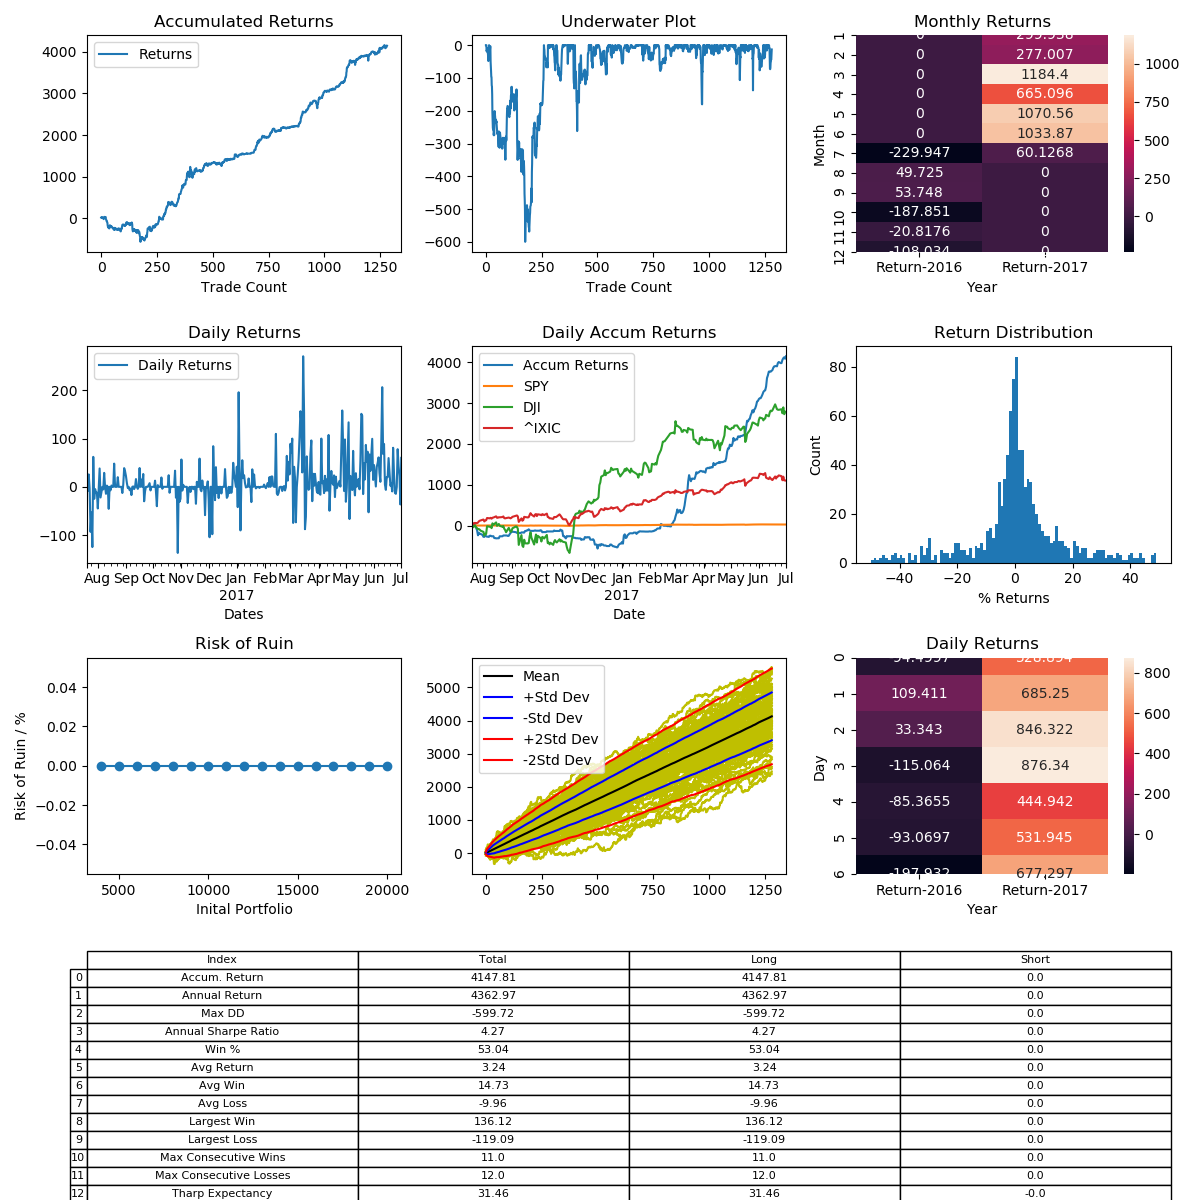 Accumulated Returns
Returns
4000
3000
2000
1000
0
0 250 500 750 1000 1250
Trade Count
Underwater Plot
0
−100
−200
−300
−400
−500
−600
0 250 500 750 1000 1250
Trade Count
Monthly Returns
Month
1 0
2 0 277.007
3 0 1184.4
4 0 665.096
5 0 1070.56
6 0 1033.87
7 -229.947 60.1268
8 49.725 0
9 53.748 0
10 -187.851 0
11 -20.8176 0
12 -108.034 0
Return-2016 Return-2017
Year
1000
750
500
250
0
Daily Returns
Daily Returns
200
100
0
−100
Aug Sep Oct Nov Dec Jan Feb Mar Apr May Jun Jul
2017
Dates
Daily Accum Returns
Accum Returns
SPY
DJI
^IXIC
4000
3000
2000
1000
0
Aug Sep Oct Nov Dec Jan Feb Mar Apr May Jun Jul
2017
Date
Return Distribution
Count
80
60
40
20
0
−40 −20 0 20 40
% Returns
Risk of Ruin
Risk of Ruin / %
0.04
0.02
0.00
−0.02
−0.04
5000 10000 15000 20000
Inital Portfolio
Mean
+Std Dev
-Std Dev
+2Std Dev
-2Std Dev
5000
4000
3000
2000
1000
0
0 250 500 750 1000 1250
Daily Returns
Day
0
1 109.411 685.25
2 33.343 846.322
3 -115.064 876.34
4 -85.3655 444.942
5 -93.0697 531.945
6 -197.932 677.297
Return-2016 Return-2017
Year
800
600
400
200
0
Index Total Long Short
0 Accum. Return 4147.81 4147.81 0.0
1 Annual Return 4362.97 4362.97 0.0
2 Max DD -599.72 -599.72 0.0
3 Annual Sharpe Ratio 4.27 4.27 0.0
4 Win % 53.04 53.04 0.0
5 Avg Return 3.24 3.24 0.0
6 Avg Win 14.73 14.73 0.0
7 Avg Loss -9.96 -9.96 0.0
8 Largest Win 136.12 136.12 0.0
9 Largest Loss -119.09 -119.09 0.0
10 Max Consecutive Wins 11.0 11.0 0.0
11 Max Consecutive Losses 12.0 12.0 0.0
12 Tharp Expectancy 31.46 31.46 -0.0